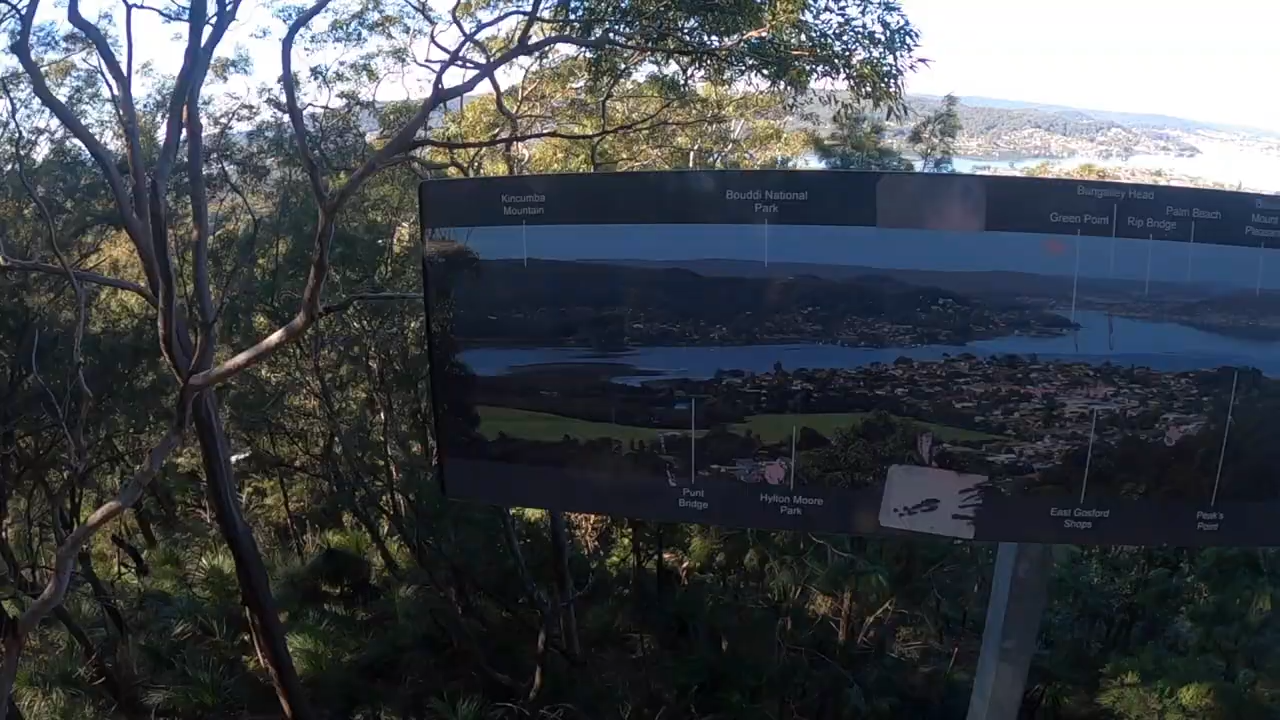 Kincumba
Mountain
Bouddi National
Park
Bungalley Head
Green Point
Rip Bridge
Palm Beach
Mount
Punt
Bridge
Hylton Moore
Park
East Gosford
Shops
Peak's
Point